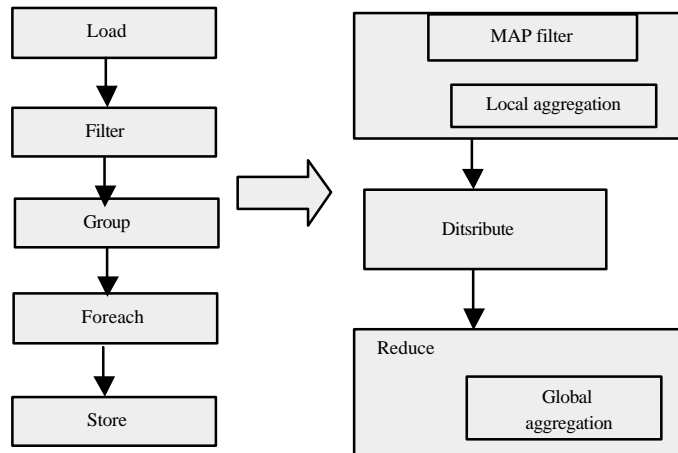 Load
Filter
Group
Foreach
Store
MAP filter
Local aggregation
Ditsribute
Reduce
Global
aggregation